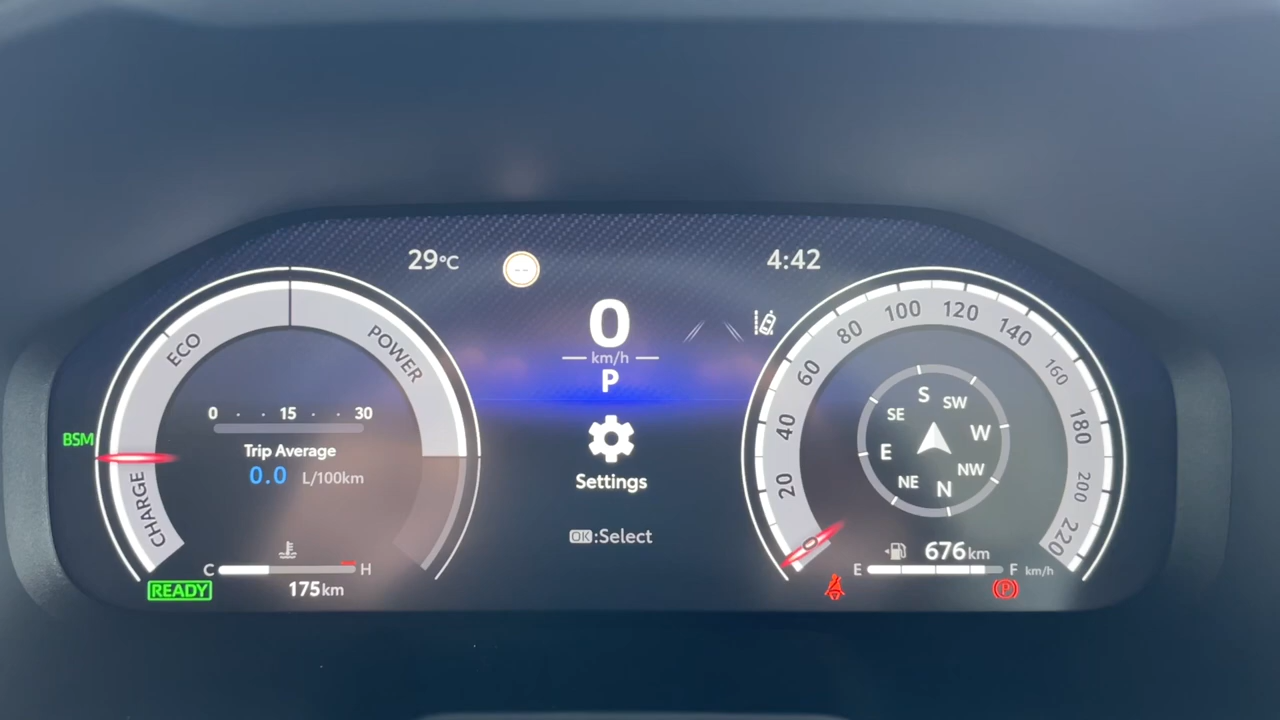 29°C
--
4:42
0
km/h
P
Settings
OK:Select
ECO
POWER
CHARGE
BSM
0 · · 15 · · 30
Trip Average
0.0 L/100km
C H
READY
175km
0
20
40
60
80
100
120
140
160
180
200
220
S
SW
W
NW
N
NE
E
SE
676km
E F km/h
P